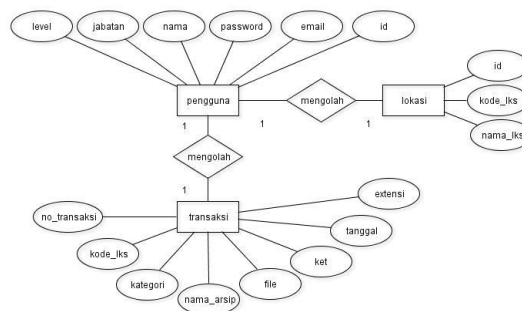 level
jabatan
nama
password
email
id
id
pengguna
mengolah
lokasi
kode_lks
1
1
1
nama_lks
mengolah
1
extensi
no_transaksi
transaksi
tanggal
kode_lks
ket
kategori
file
nama_arsip